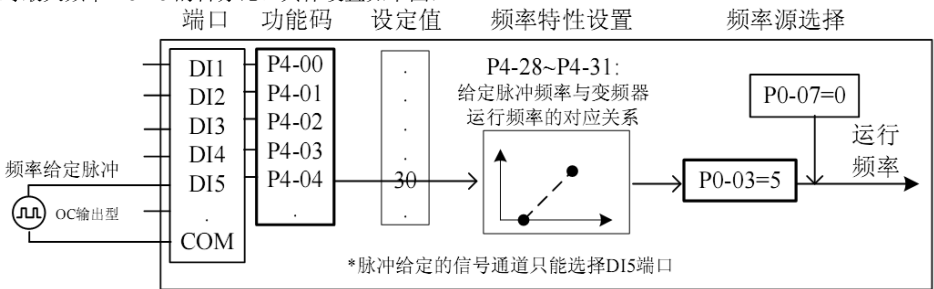 端口 功能码 设定值 频率特性设置 频率源选择
DI1 P4-00 .
DI2 P4-01 .
DI3 P4-02 .
DI4 P4-03 .
DI5 P4-04 30
. . .
COM
频率给定脉冲
OC输出型
P4-28~P4-31:
给定脉冲频率与变频器
运行频率的对应关系
P0-07=0
P0-03=5
运行
频率
*脉冲给定的信号通道只能选择DI5端口